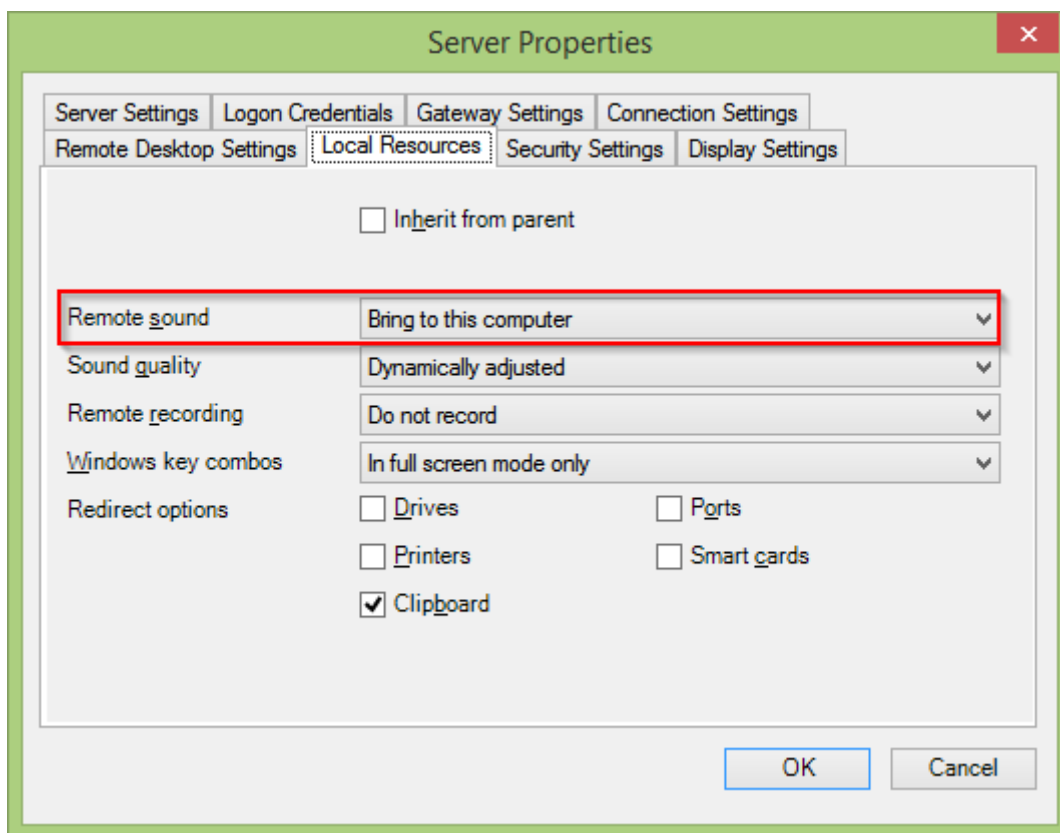 Server Properties
Server Settings Logon Credentials Gateway Settings Connection Settings
Remote Desktop Settings Local Resources Security Settings Display Settings
Inherit from parent
Remote sound Bring to this computer
Sound quality Dynamically adjusted
Remote recording Do not record
Windows key combos In full screen mode only
Redirect options Drives Ports
Printers Smart cards
Clipboard
OK Cancel